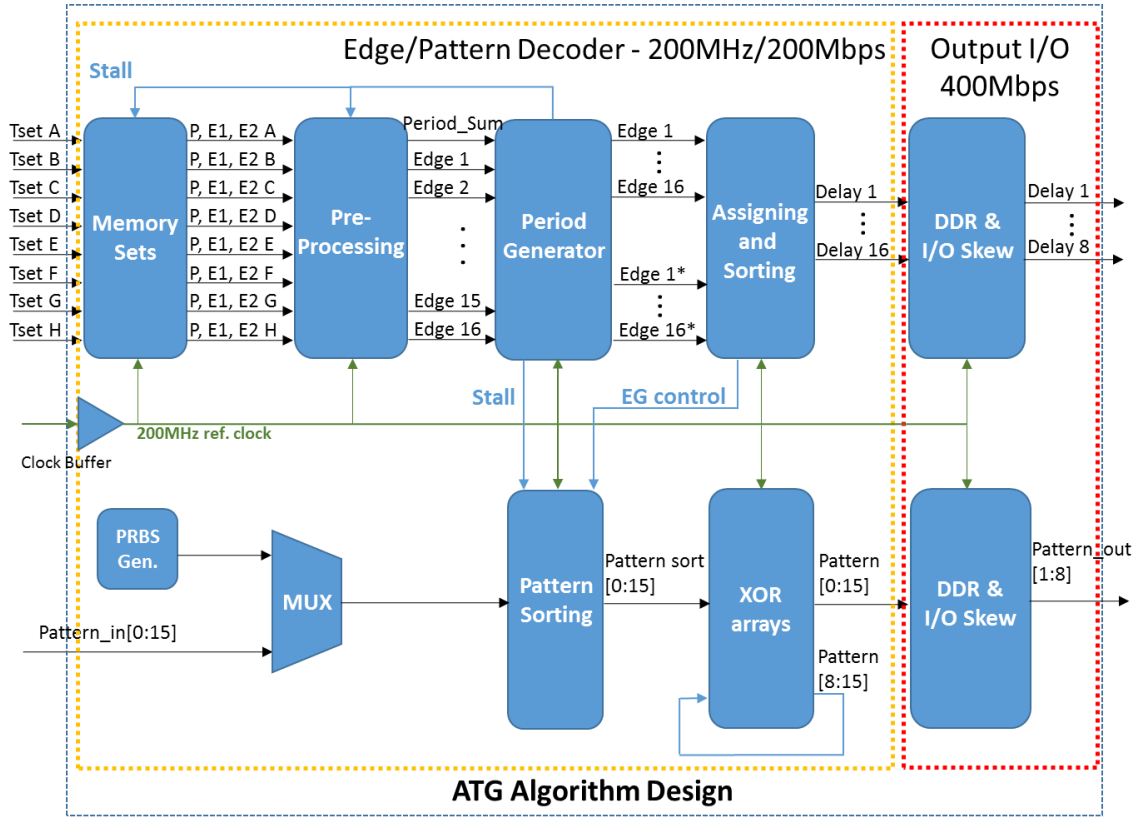 Edge/Pattern Decoder - 200MHz/200Mbps
Output I/O
400Mbps
Stall
Tset A
Tset B
Tset C
Tset D
Tset E
Tset F
Tset G
Tset H
Memory
Sets
P, E1, E2 A
P, E1, E2 B
P, E1, E2 C
P, E1, E2 D
P, E1, E2 E
P, E1, E2 F
P, E1, E2 G
P, E1, E2 H
Pre-
Processing
Period_Sum
Edge 1
Edge 2
Edge 15
Edge 16
Period
Generator
Edge 1
Edge 16
Edge 1*
Edge 16*
Assigning
and
Sorting
Delay 1
Delay 16
DDR &
I/O Skew
Delay 1
Delay 8
Stall
EG control
200MHz ref. clock
Clock Buffer
PRBS
Gen.
MUX
Pattern_in[0:15]
Pattern
Sorting
Pattern sort
[0:15]
XOR
arrays
Pattern
[0:15]
Pattern
[8:15]
DDR &
I/O Skew
Pattern_out
[1:8]
ATG Algorithm Design